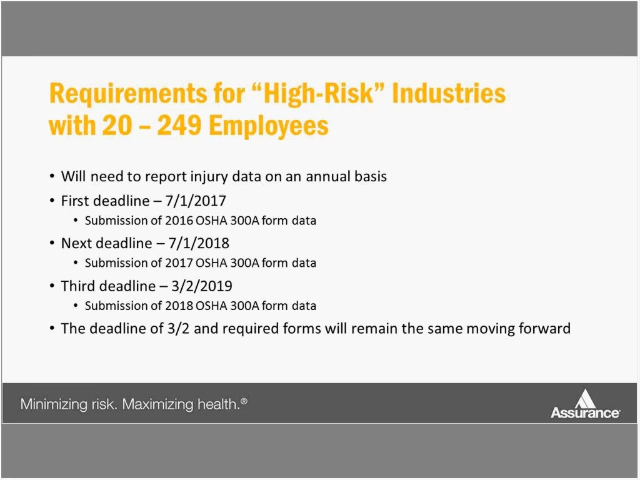 Requirements for “High-Risk” Industries
with 20 – 249 Employees
• Will need to report injury data on an annual basis
• First deadline – 7/1/2017
• Submission of 2016 OSHA 300A form data
• Next deadline – 7/1/2018
• Submission of 2017 OSHA 300A form data
• Third deadline – 3/2/2019
• Submission of 2018 OSHA 300A form data
• The deadline of 3/2 and required forms will remain the same moving forward
Minimizing risk. Maximizing health.®
Assurance